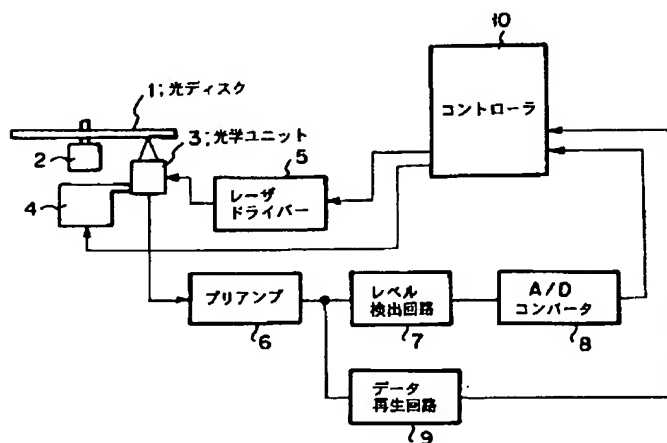 10
コントローラ
1;光ディスク
2
3;光学ユニット
4
5
レーザ
ドライバー
プリアンプ
6
レベル
検出回路
7
A/D
コンバータ
8
データ
再生回路
9